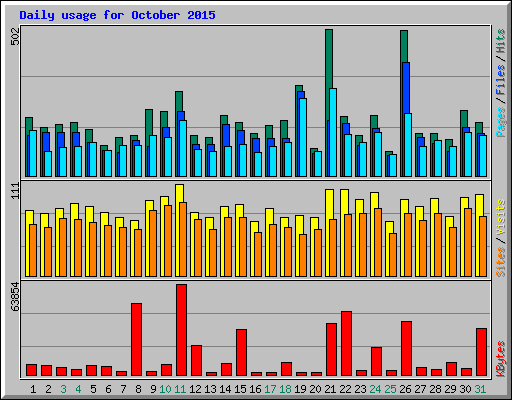 Daily usage for October 2015
502
Pages / Files / Hits
111
Sites / Visits
63854
KBytes
1 2 3 4 5 6 7 8 9 10 11 12 13 14 15 16 17 18 19 20 21 22 23 24 25 26 27 28 29 30 31